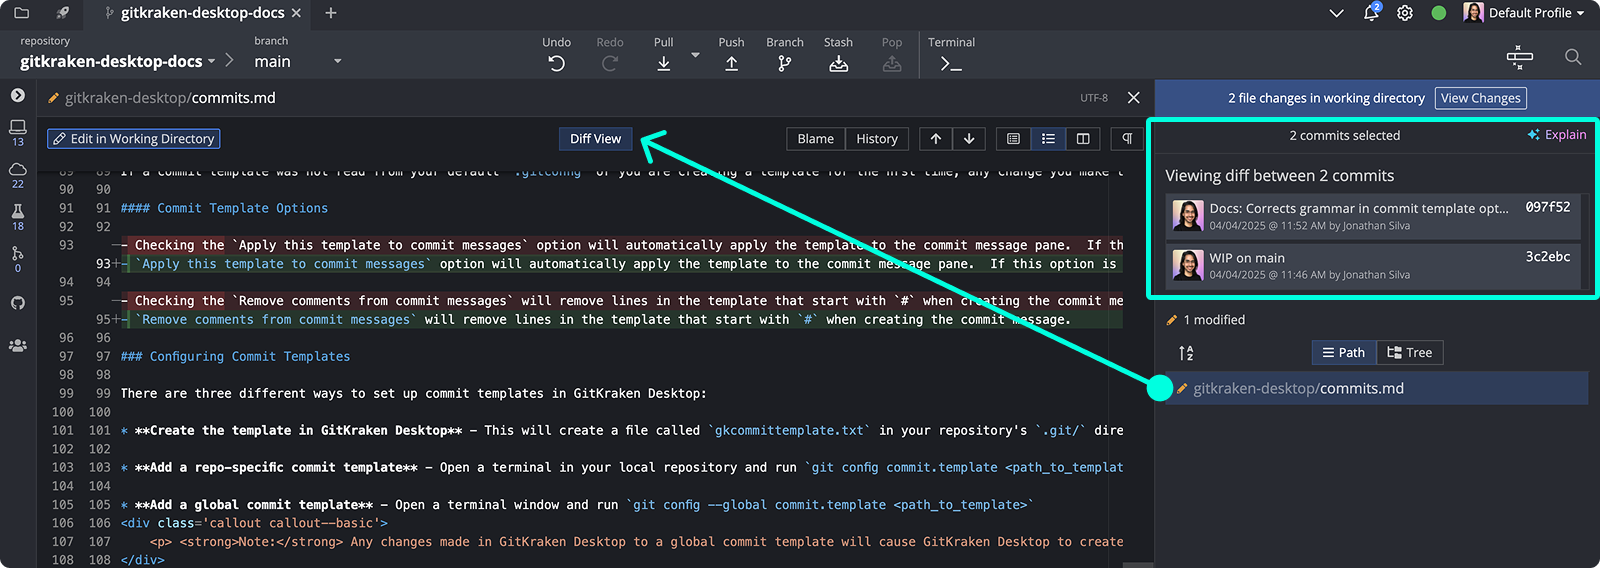 gitkraken-desktop-docs
2
Default Profile
repository
gitkraken-desktop-docs
branch
main
Undo
Redo
Pull
Push
Branch
Stash
Pop
Terminal
gitkraken-desktop/commits.md
UTF-8
2 file changes in working directory
View Changes
Edit in Working Directory
Diff View
Blame
History
13
22
18
0
89 89 If a commit template was not read from your default `.gitconfig` or you are creating a template for the first time, any change you make t
90 90
91 91 #### Commit Template Options
92 92
93 – - Checking the `Apply this template to commit messages` option will automatically apply the template to the commit message pane.  If th
93 + - `Apply this template to commit messages` option will automatically apply the template to the commit message pane.  If this option is
94 94
95 – - Checking the `Remove comments from commit messages` will remove lines in the template that start with `#` when creating the commit me
95 + - `Remove comments from commit messages` will remove lines in the template that start with `#` when creating the commit message.
96 96
97 97 ### Configuring Commit Templates
98 98
99 99 There are three different ways to set up commit templates in GitKraken Desktop:
100 100
101 101 * **Create the template in GitKraken Desktop** – This will create a file called `gkcommittemplate.txt` in your repository's `.git/` dire
102 102
103 103 * **Add a repo-specific commit template** – Open a terminal in your local repository and run `git config commit.template <path_to_templat
104 104
105 105 * **Add a global commit template** – Open a terminal window and run `git config --global commit.template <path_to_template>`
106 106 <div class='callout callout--basic'>
107 107 <p> <strong>Note:</strong> Any changes made in GitKraken Desktop to a global commit template will cause GitKraken Desktop to create
108 108 </div>
2 commits selected
Explain
Viewing diff between 2 commits
Docs: Corrects grammar in commit template opt...
097f52
04/04/2025 @ 11:52 AM by Jonathan Silva
WIP on main
3c2ebc
04/04/2025 @ 11:46 AM by Jonathan Silva
1 modified
Path
Tree
gitkraken-desktop/commits.md